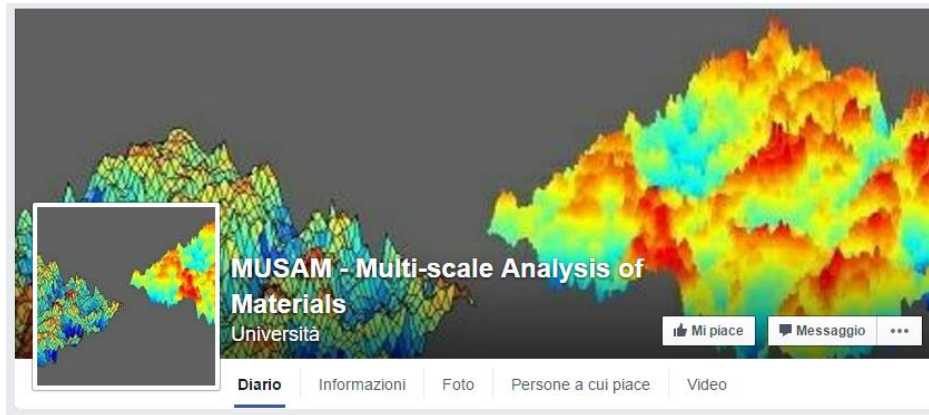 MUSAM - Multi-scale Analysis of
Materials
Università
Mi piace
Messaggio
Diario
Informazioni
Foto
Persone a cui piace
Video